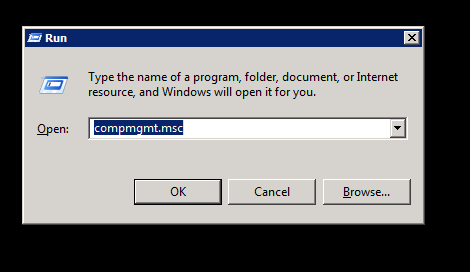 Run
Type the name of a program, folder, document, or Internet
resource, and Windows will open it for you.
Open: compmgmt.msc
OK Cancel Browse...